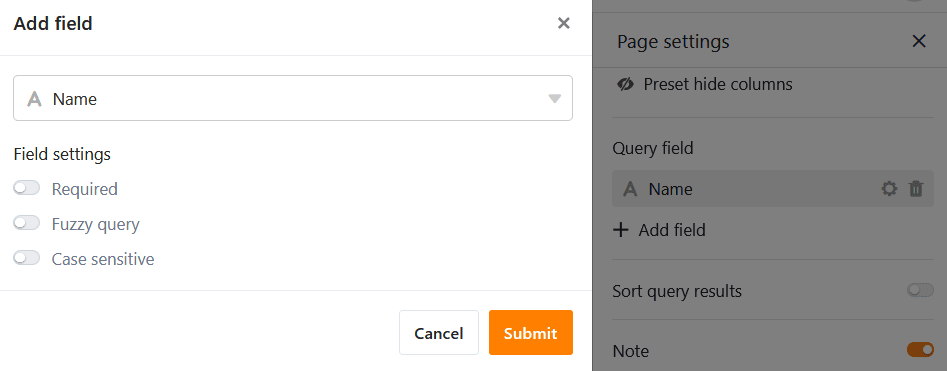 Add field
Name
Field settings
Required
Fuzzy query
Case sensitive
Cancel
Submit
Page settings
Preset hide columns
Query field
Name
Add field
Sort query results
Note